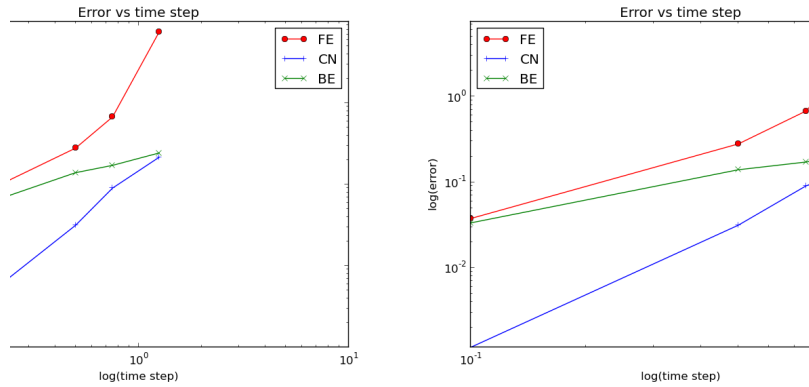 Error vs time step
FE
CN
BE
10^0
10^1
log(time step)
Error vs time step
FE
CN
BE
10^0
10^-1
10^-2
log(error)
10^-1
log(time step)